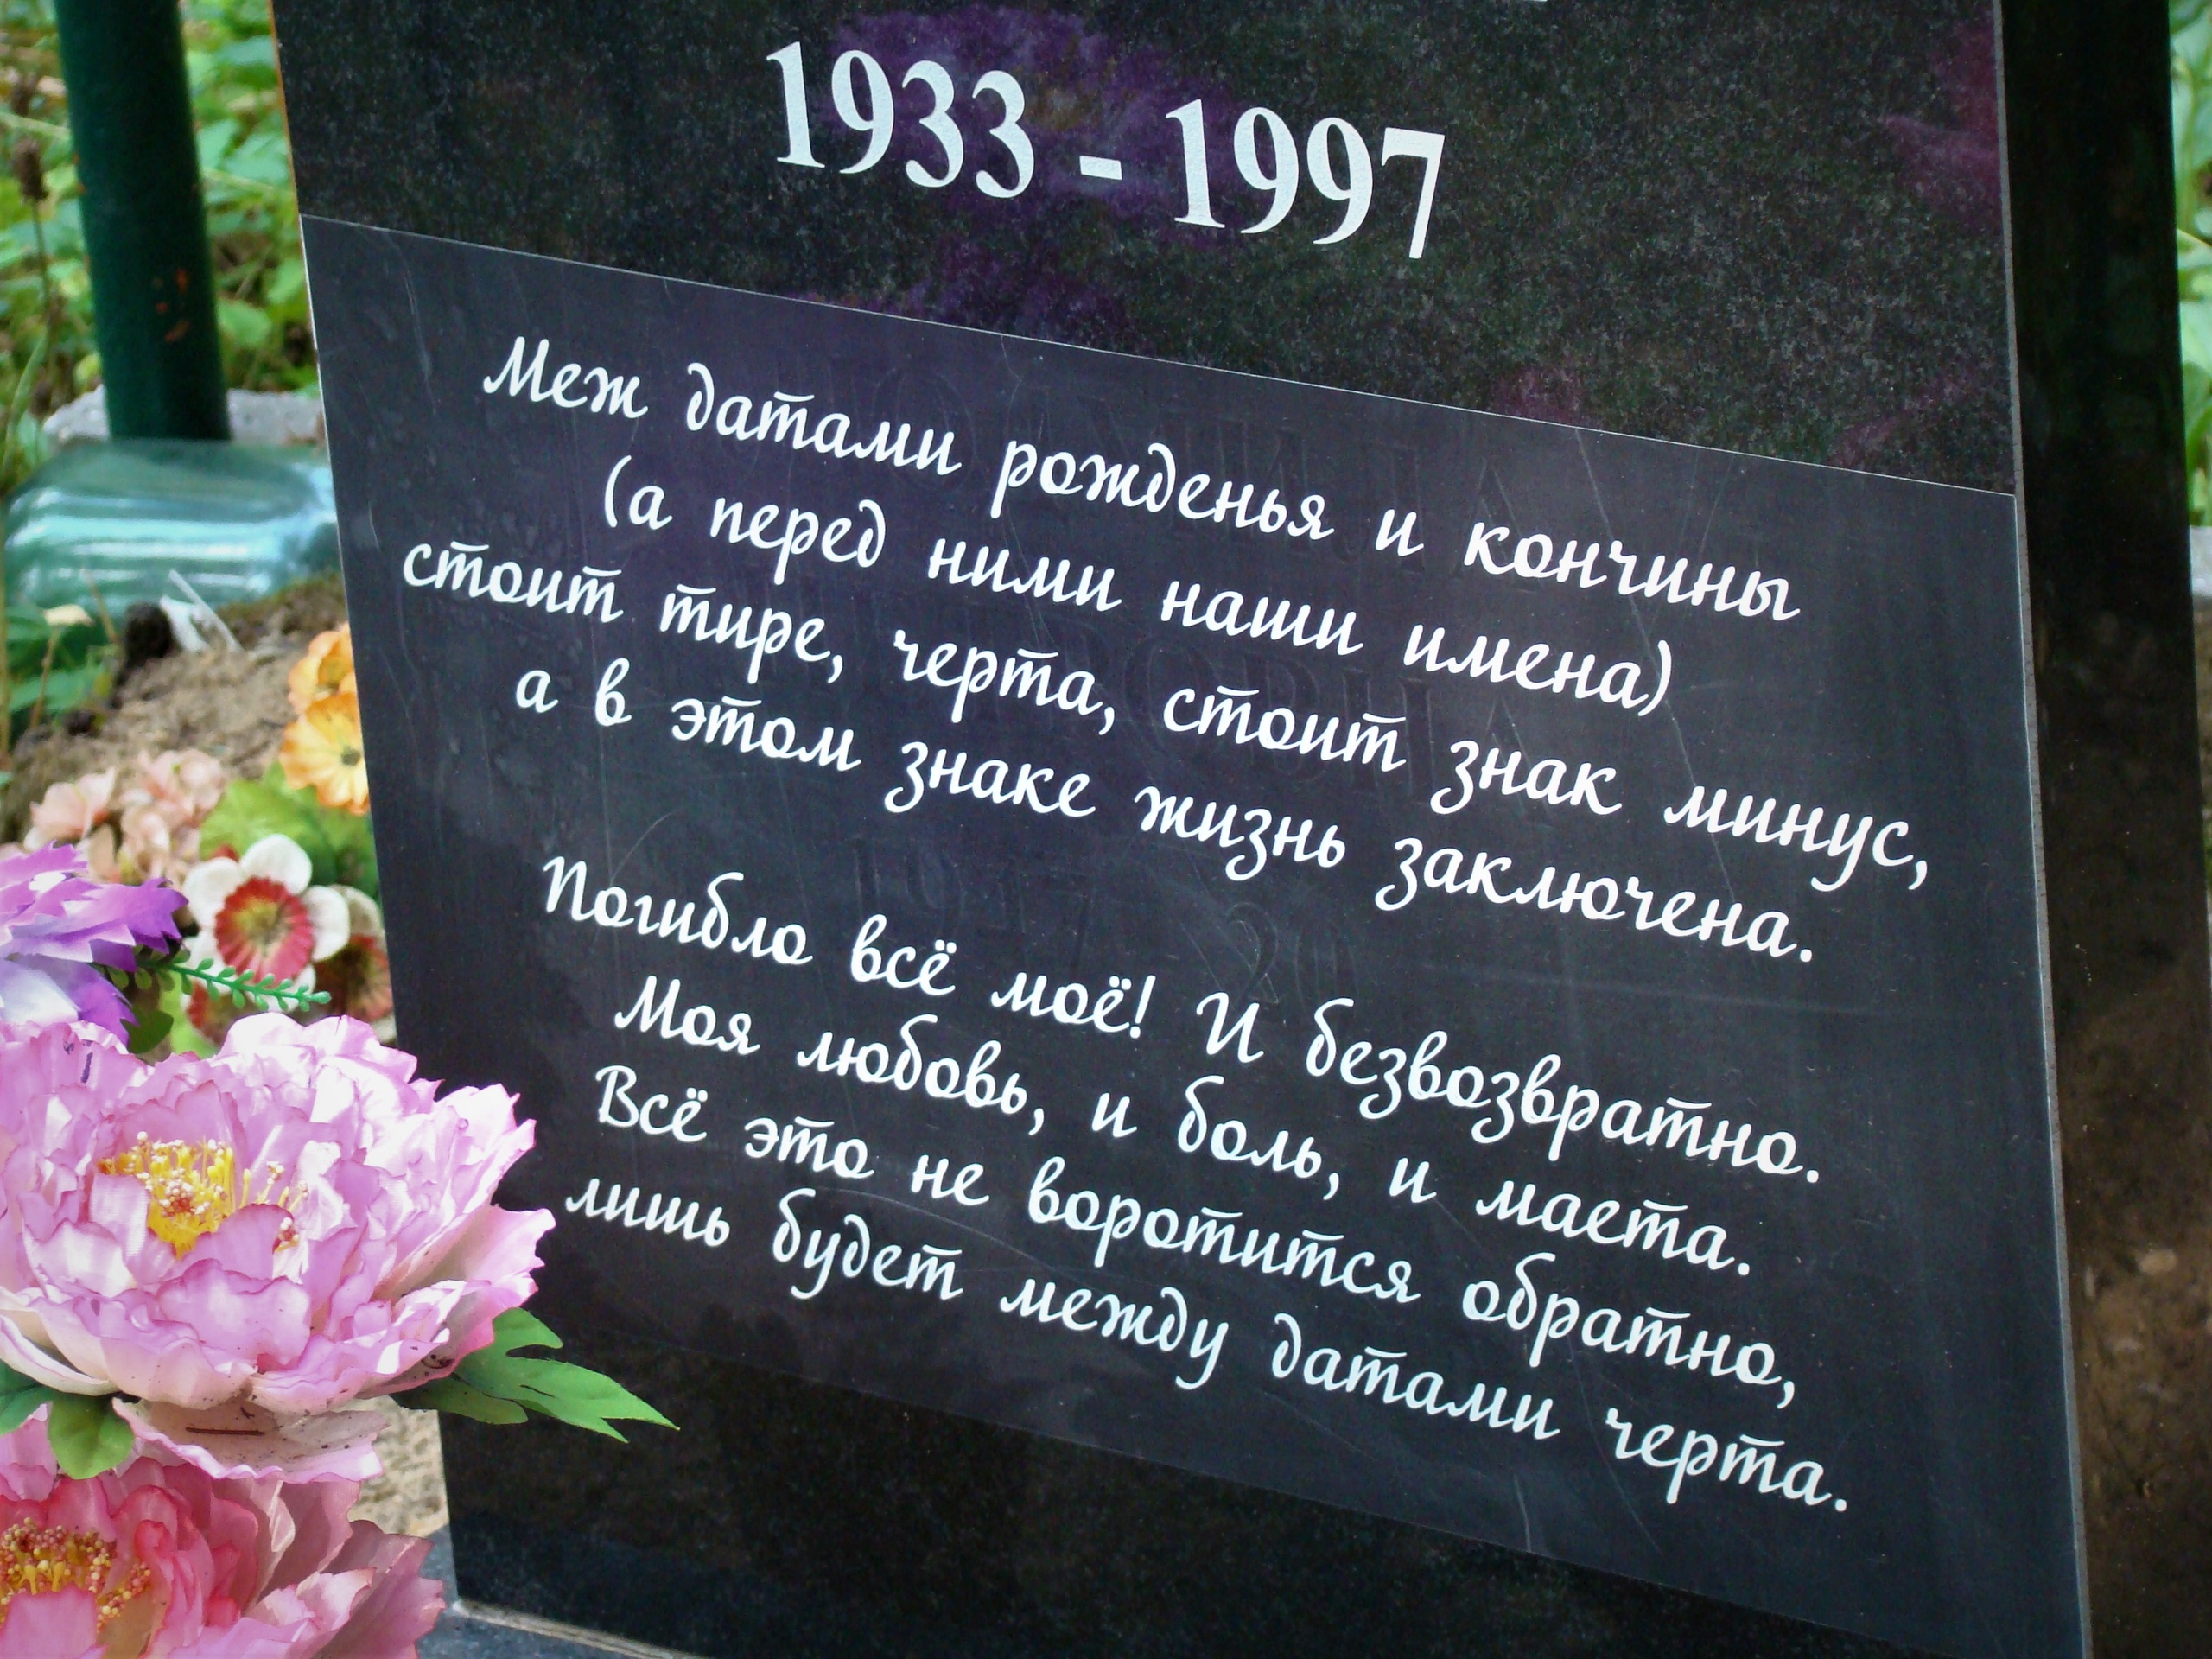 1933 - 1997
Меж датами рожденья и кончины
(а перед ними наши имена)
стоит тире, черта, стоит знак минус,
а в этом знаке жизнь заключена.
Погибло всё моё! И безвозвратно.
Моя любовь, и боль, и маета.
Всё это не воротится обратно,
лишь будет между датами черта.